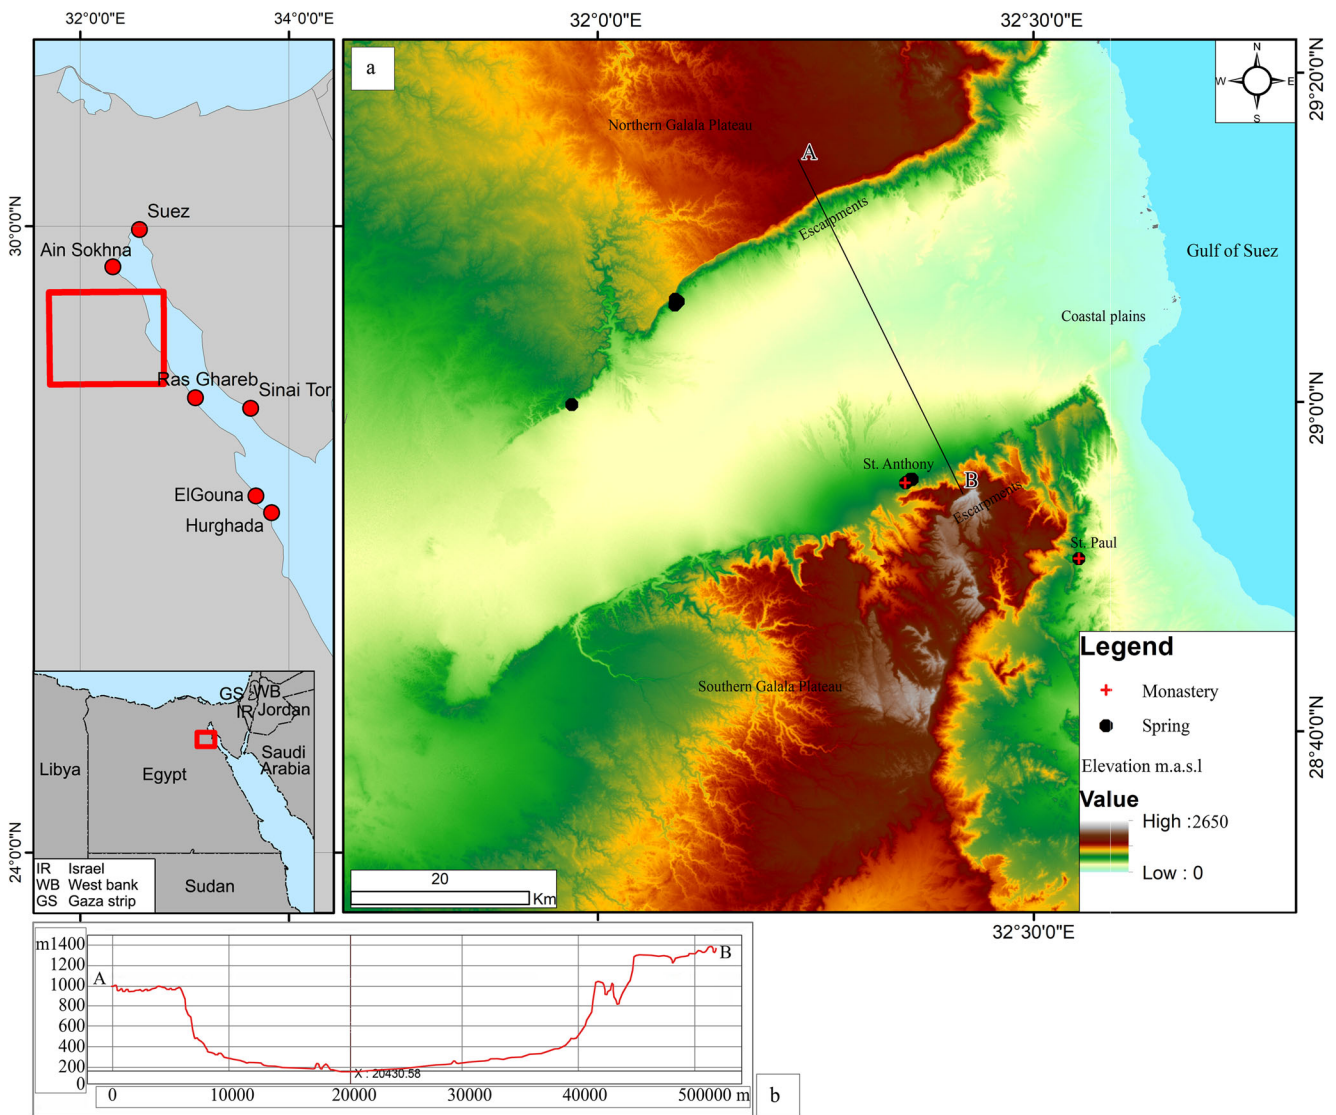 32°0'0"E
34°0'0"E
32°0'0"E
32°30'0"E
a
N
W
E
S
29°20'0"N
Northern Galala Plateau
A
Escarpments
Suez
30°0'0"N
Ain Sokhna
Gulf of Suez
Coastal plains
Ras Ghareb
Sinai Tor
29°0'0"N
St. Anthony
B
Escarpments
ElGouna
Hurghada
St. Paul
Southern Galala Plateau
Legend
Monastery
Spring
Elevation m.a.s.l
Value
High :2650
Low : 0
28°40'0"N
GS
WB
IR
Jordan
Saudi
Arabia
Libya
Egypt
Sudan
24°0'0"N
IR Israel
WB West bank
GS Gaza strip
20
Km
32°30'0"E
m1400
1200
1000
800
600
400
200
0
A
B
X : 20430.58
0
10000
20000
30000
40000
500000 m
b